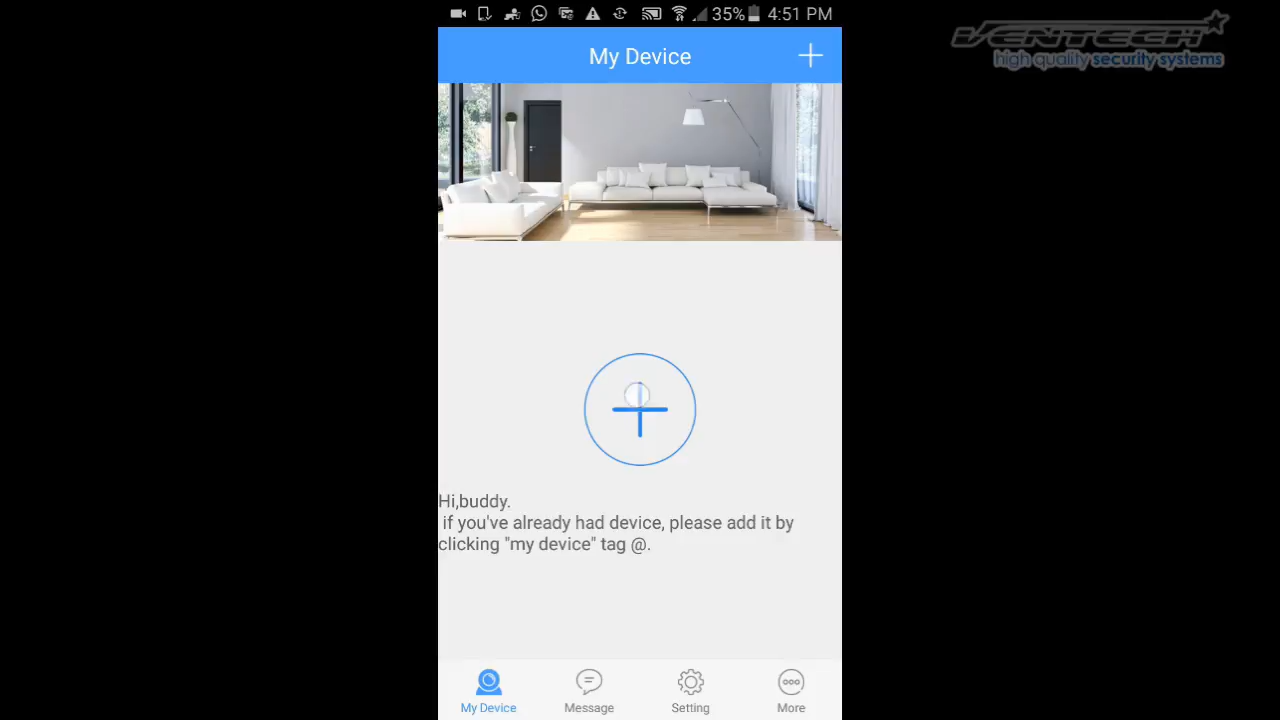 35% 4:51 PM
VENTECH
high quality security systems
My Device
Hi,buddy.
if you've already had device, please add it by
clicking "my device" tag @.
My Device Message Setting More